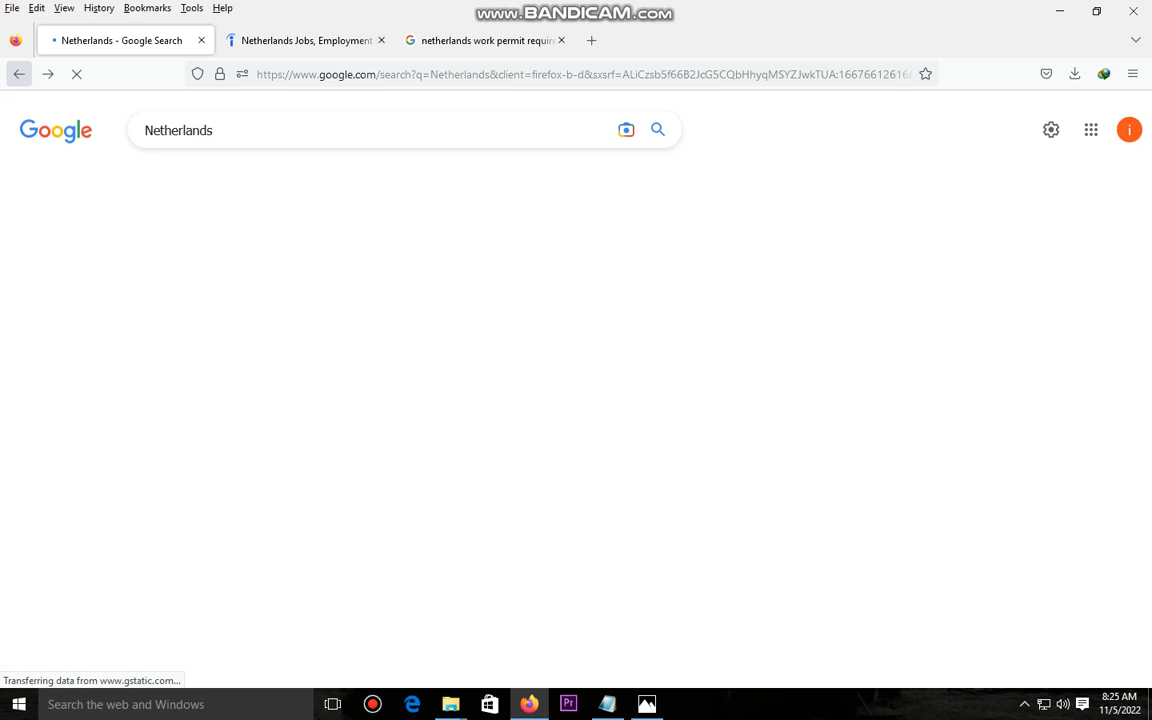 File Edit View History Bookmarks Tools Help
www.BANDICAM.com
Netherlands - Google Search
Netherlands Jobs, Employment
netherlands work permit require
https://www.google.com/search?q=Netherlands&client=firefox-b-d&sxsrf=ALiCzsb5f66B2JcG5CQbHhyqMSYZJwkTUA:1667661261
Google
Netherlands
i
Transferring data from www.gstatic.com...
Search the web and Windows
8:25 AM
11/5/2022